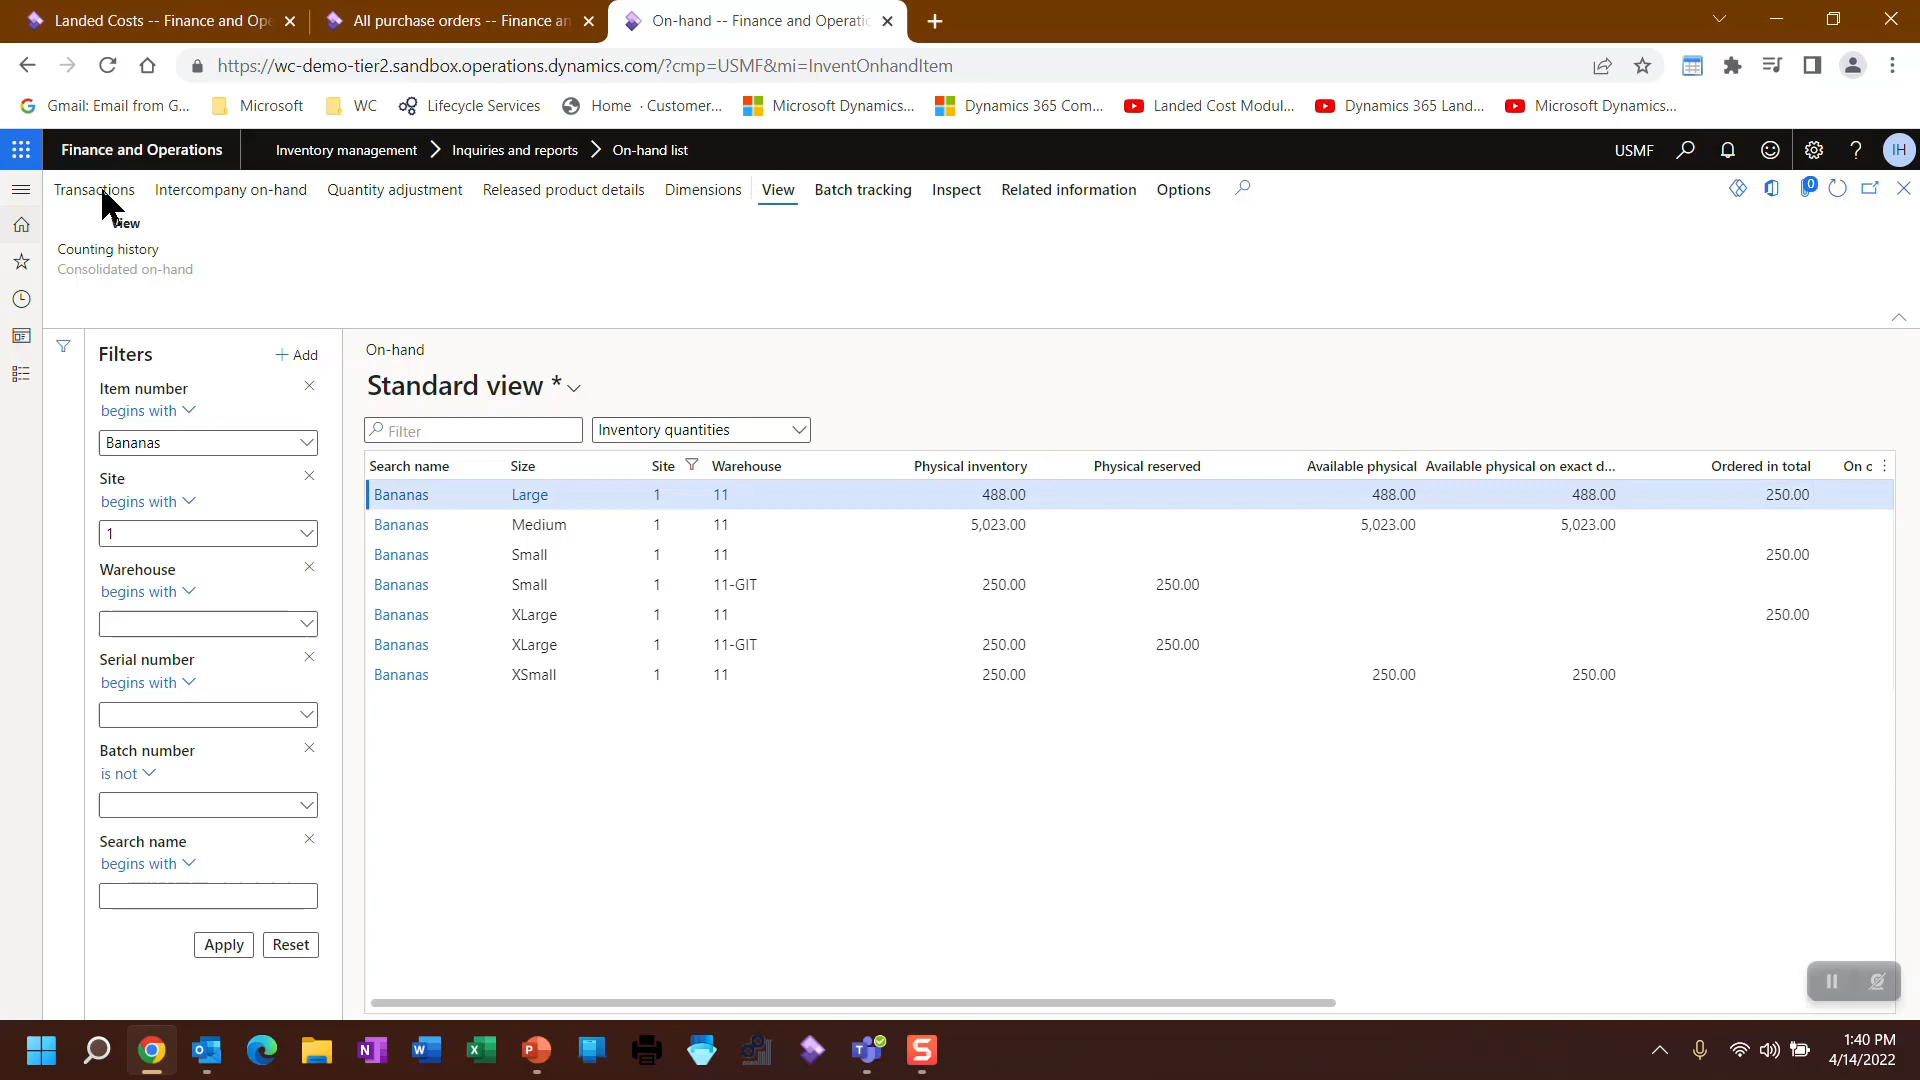 Landed Costs -- Finance and Ope
All purchase orders -- Finance an
On-hand -- Finance and Operatic
https://wc-demo-tier2.sandbox.operations.dynamics.com/?cmp=USMF&mi=InventOnhandItem
Gmail: Email from G...
Microsoft
WC
Lifecycle Services
Home · Customer...
Microsoft Dynamics...
Dynamics 365 Com...
Landed Cost Modul...
Dynamics 365 Land...
Microsoft Dynamics...
Finance and Operations
Inventory management > Inquiries and reports > On-hand list
USMF
IH
Transactions Intercompany on-hand Quantity adjustment Released product details Dimensions View Batch tracking Inspect Related information Options
0
View
Counting history
Consolidated on-hand
Filters
+ Add
Item number
begins with
Bananas
Site
begins with
1
Warehouse
begins with
Serial number
begins with
Batch number
is not
Search name
begins with
Apply Reset
On-hand
Standard view *
Filter
Inventory quantities
Search name Size Site Warehouse Physical inventory Physical reserved Available physical Available physical on exact d... Ordered in total On c
Bananas Large 1 11 488.00 488.00 488.00 250.00
Bananas Medium 1 11 5,023.00 5,023.00 5,023.00
Bananas Small 1 11 250.00
Bananas Small 1 11-GIT 250.00 250.00
Bananas XLarge 1 11 250.00
Bananas XLarge 1 11-GIT 250.00 250.00
Bananas XSmall 1 11 250.00 250.00 250.00
1:40 PM
4/14/2022